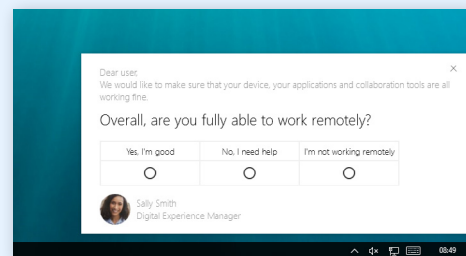 Dear user,
We would like to make sure that your device, your applications and collaboration tools are all
working fine.
Overall, are you fully able to work remotely?
Yes, I'm good
No, I need help
I'm not working remotely
Sally Smith
Digital Experience Manager
08:49